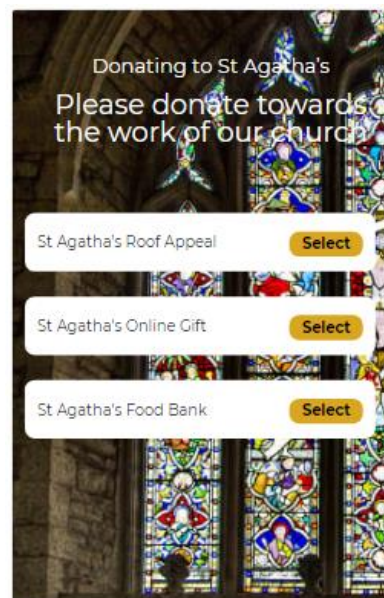 Donating to St Agatha's
Please donate towards
the work of our church
St Agatha's Roof Appeal
Select
St Agatha's Online Gift
Select
St Agatha's Food Bank
Select